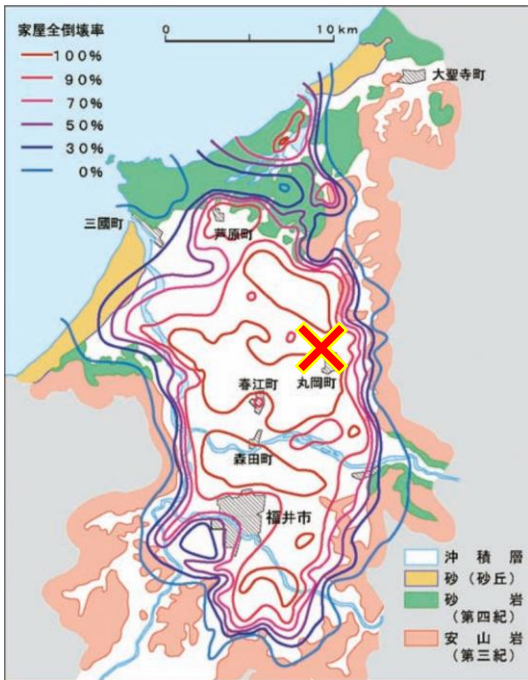 家屋全倒壊率
100%
90%
70%
50%
30%
0%
0
10 km
大聖寺町
三國町
芦原町
丸岡町
春江町
森田町
福井市
沖積層
砂(砂丘)
砂岩
(第四紀)
安山岩
(第三紀)